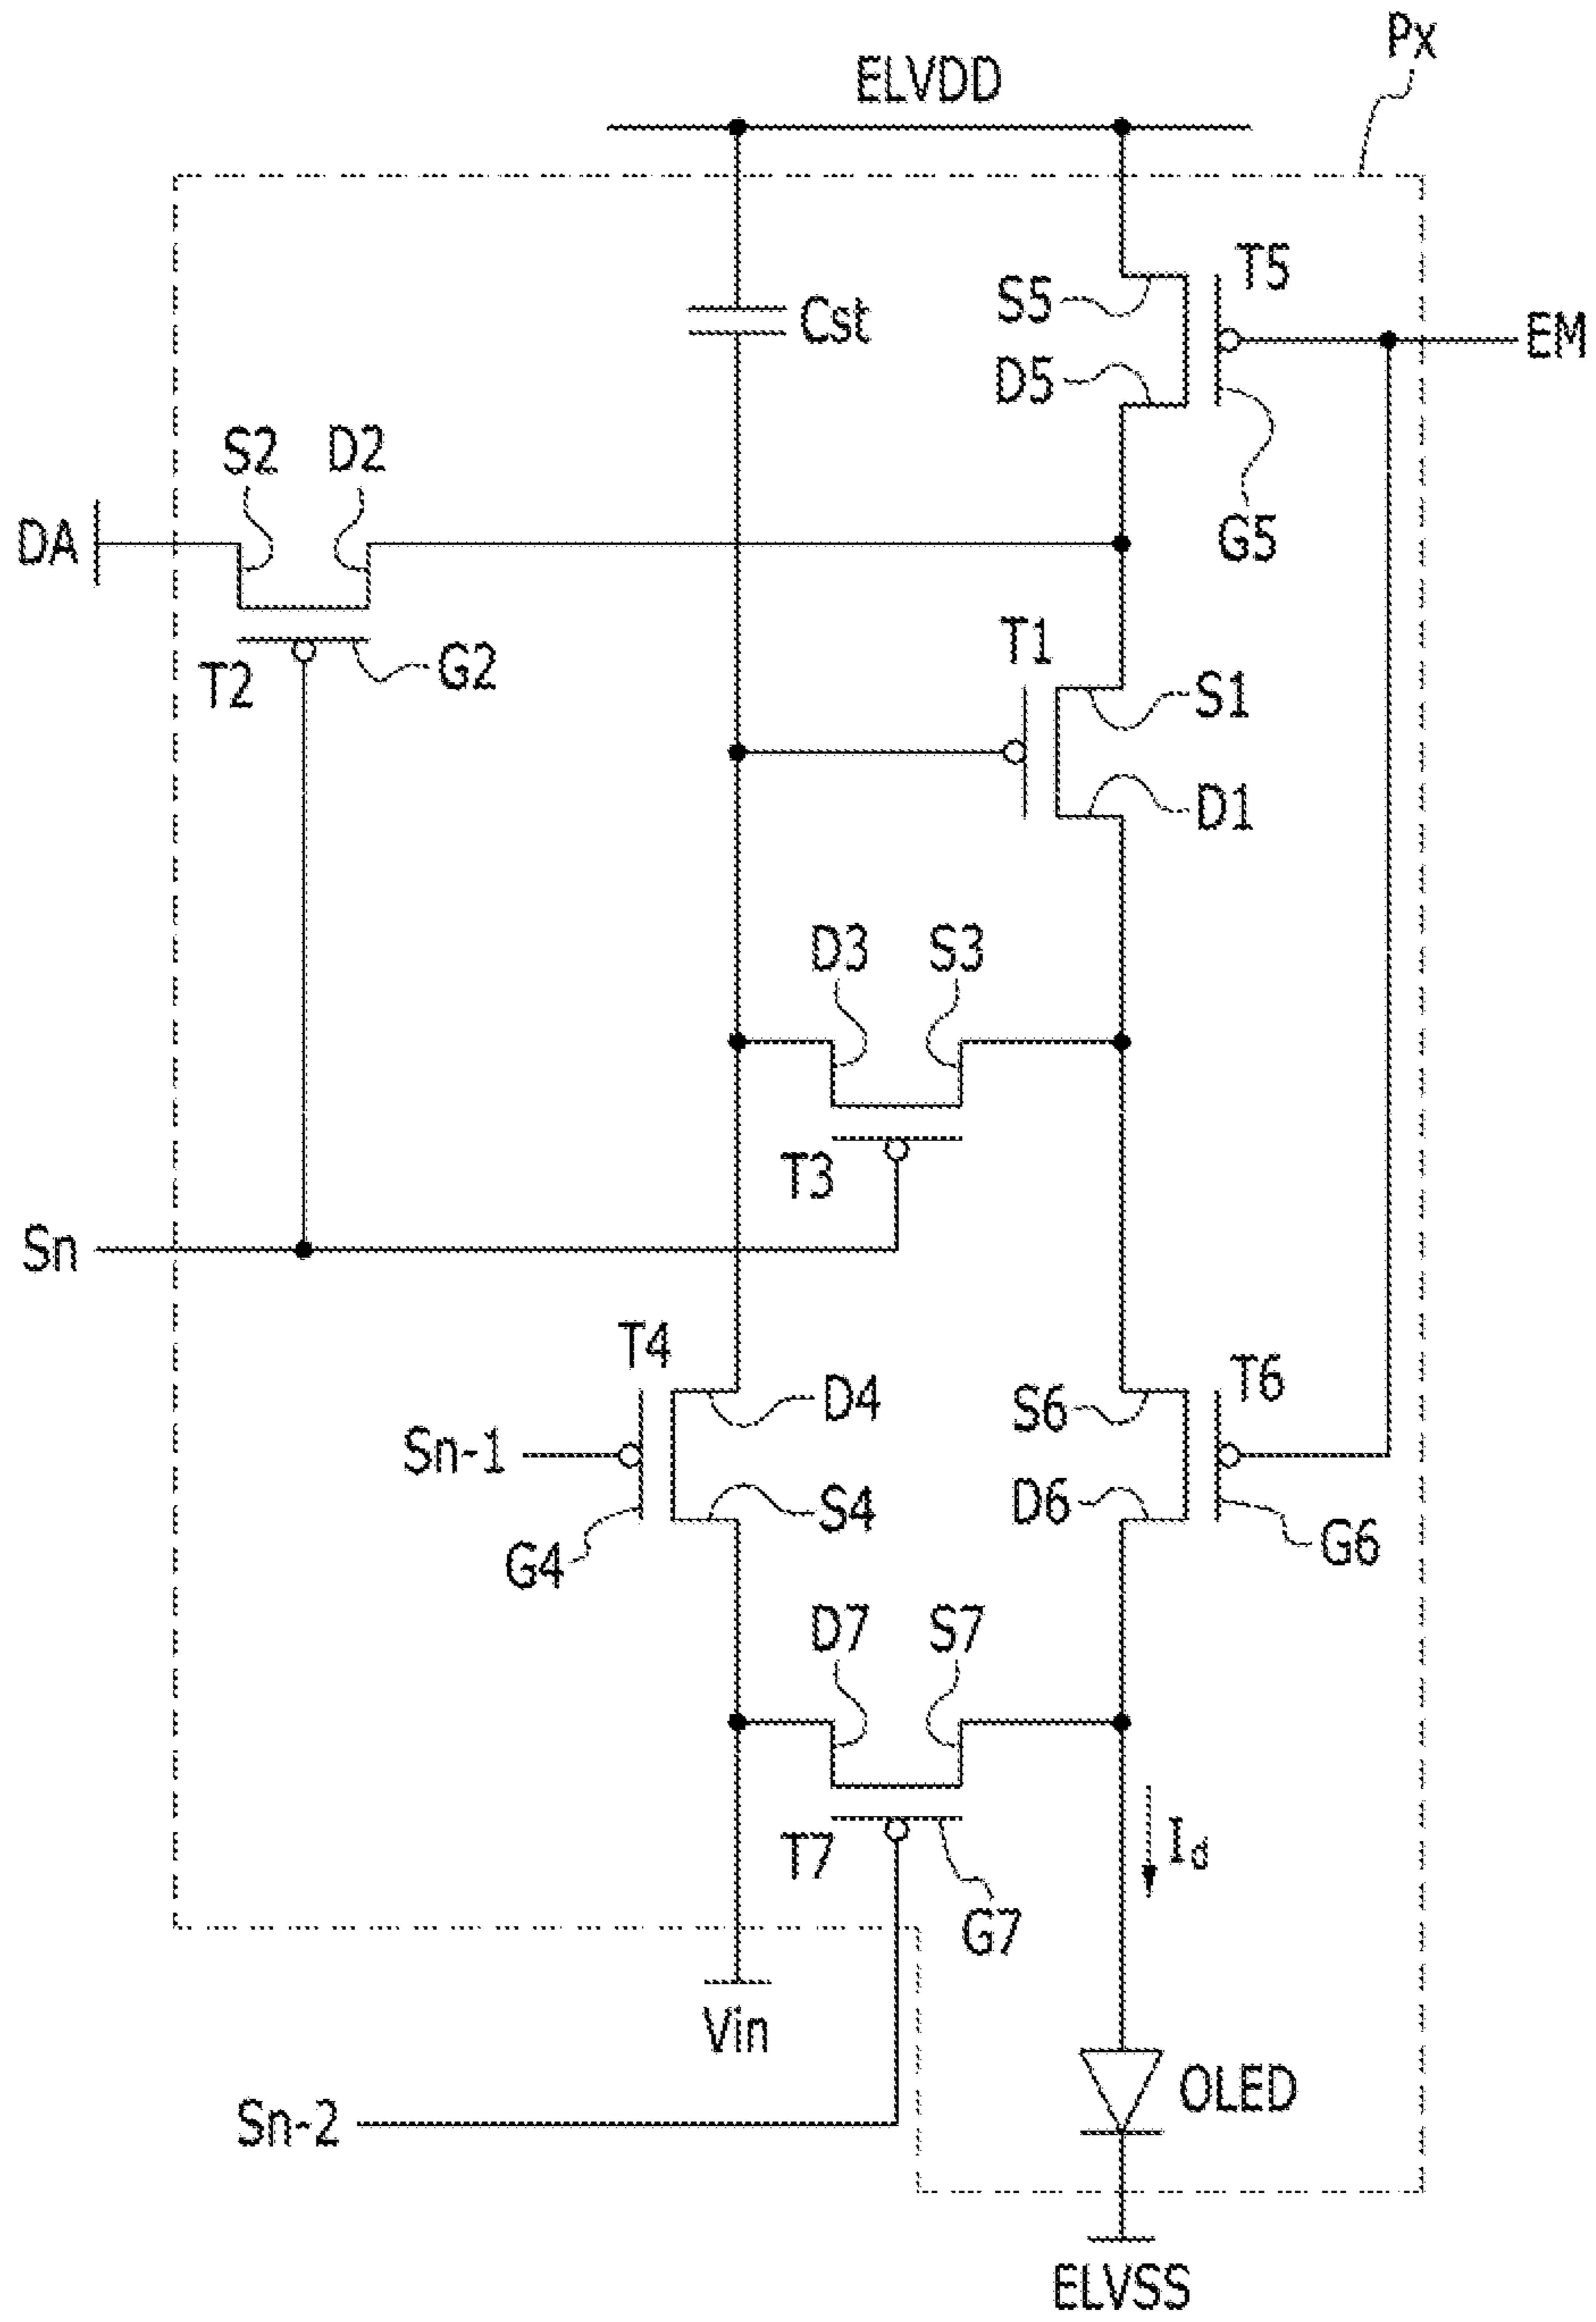 Px
ELVDD
T5
S5
Cst
EM
D5
S2 D2
DA
G5
T1
G2
T2
S1
D1
D3 S3
T3
Sn
T4
D4
S6
T6
Sn-1
S4
D6
G4
G6
D7 S7
Id
T7
G7
Vin
OLED
Sn-2
ELVSS